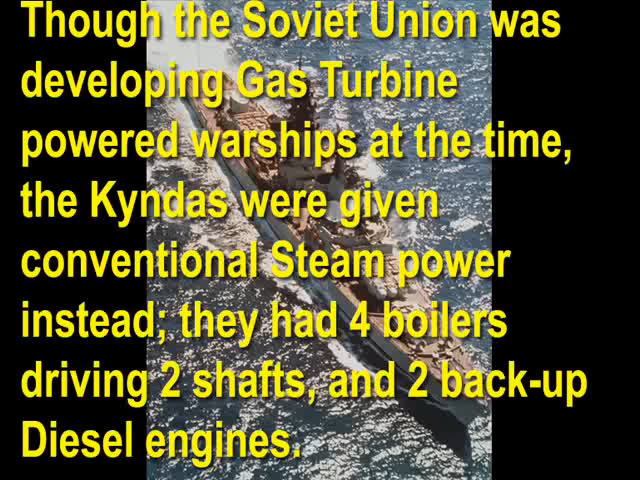 Though the Soviet Union was
developing Gas Turbine
powered warships at the time,
the Kyndas were given
conventional Steam power
instead; they had 4 boilers
driving 2 shafts, and 2 back-up
Diesel engines.